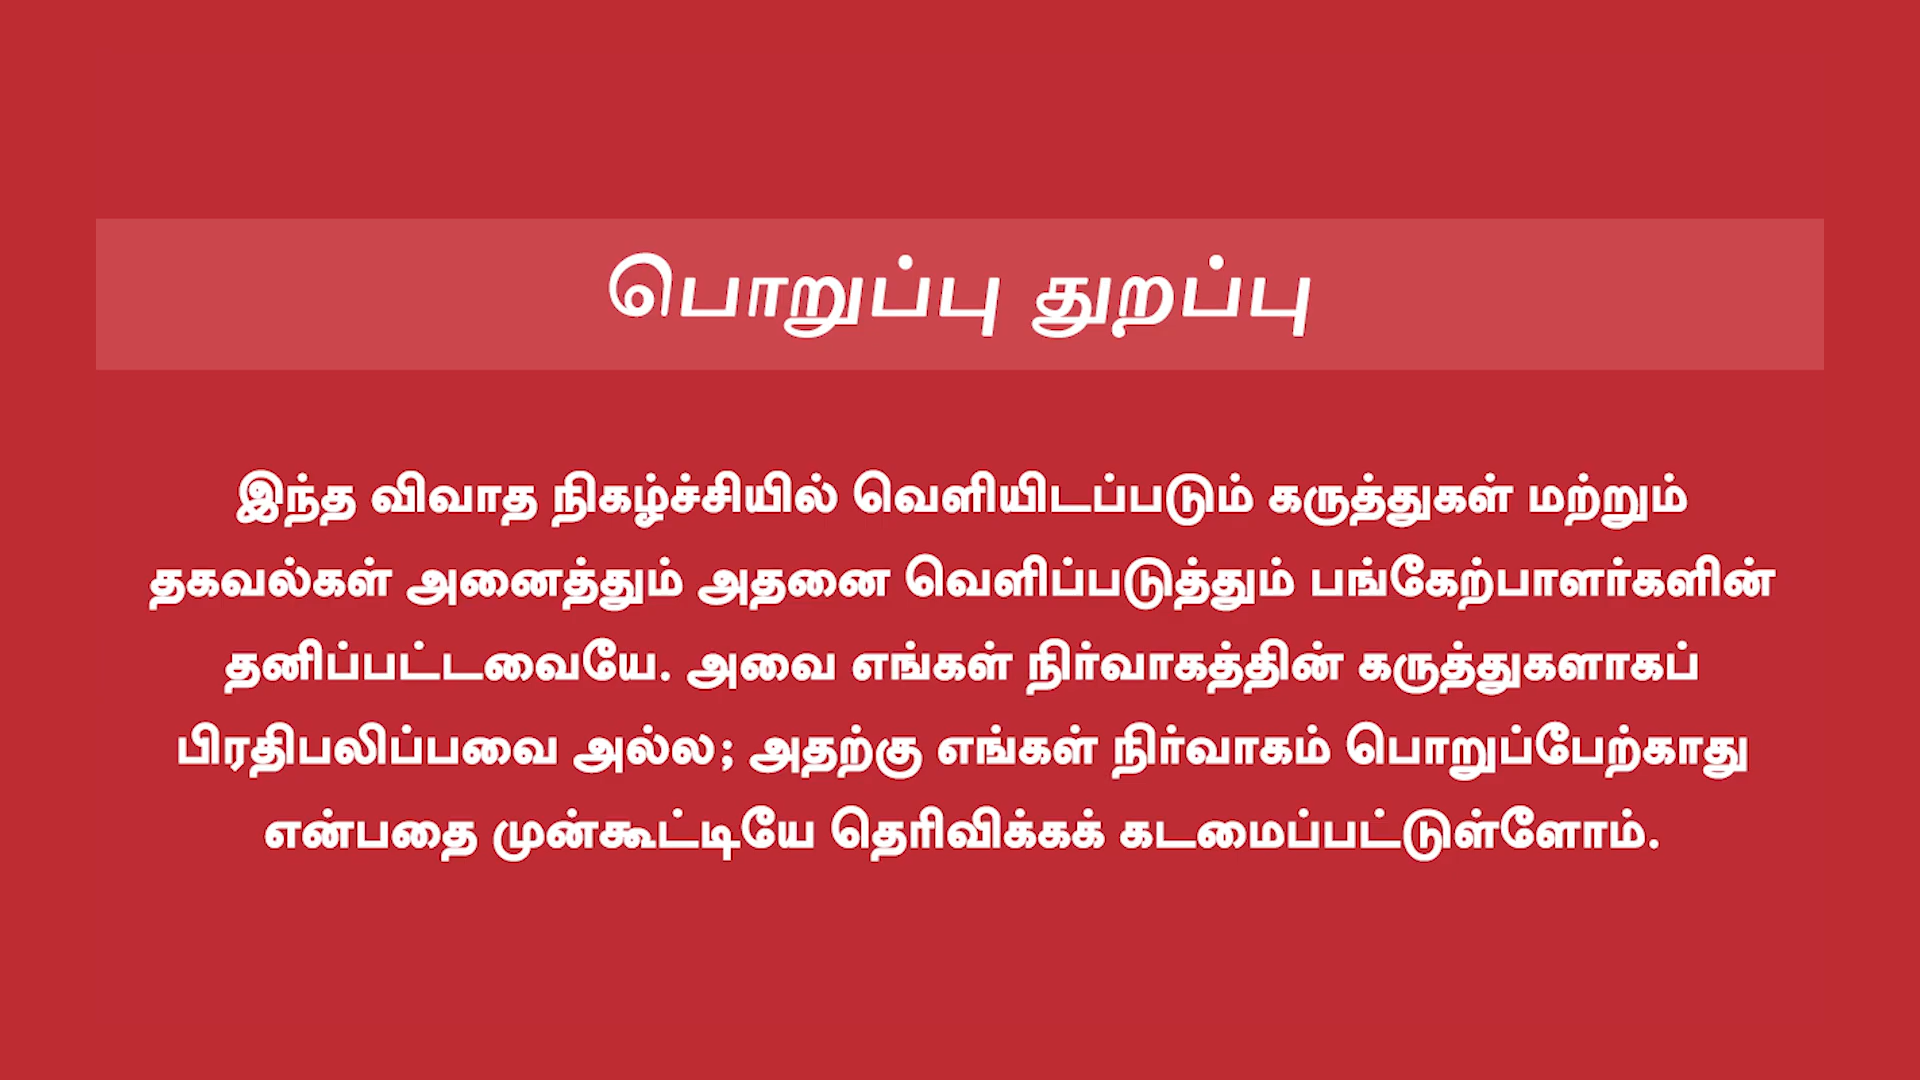 பொறுப்பு துறப்பு
இந்த விவாத நிகழ்ச்சியில் வெளியிடப்படும் கருத்துகள் மற்றும்
தகவல்கள் அனைத்தும் அதனை வெளிப்படுத்தும் பங்கேற்பாளர்களின்
தனிப்பட்டவையே. அவை எங்கள் நிர்வாகத்தின் கருத்துகளாகப்
பிரதிபலிப்பவை அல்ல; அதற்கு எங்கள் நிர்வாகம் பொறுப்பேற்காது
என்பதை முன்கூட்டியே தெரிவிக்கக் கடமைப்பட்டுள்ளோம்.